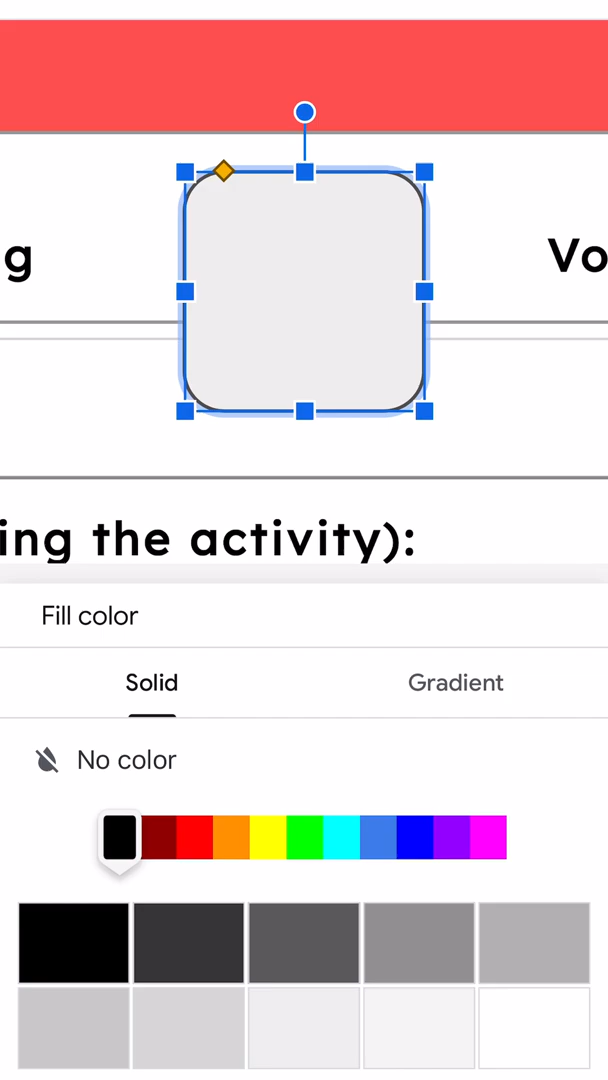 g
Vo
ing the activity):
Fill color
Solid
Gradient
No color